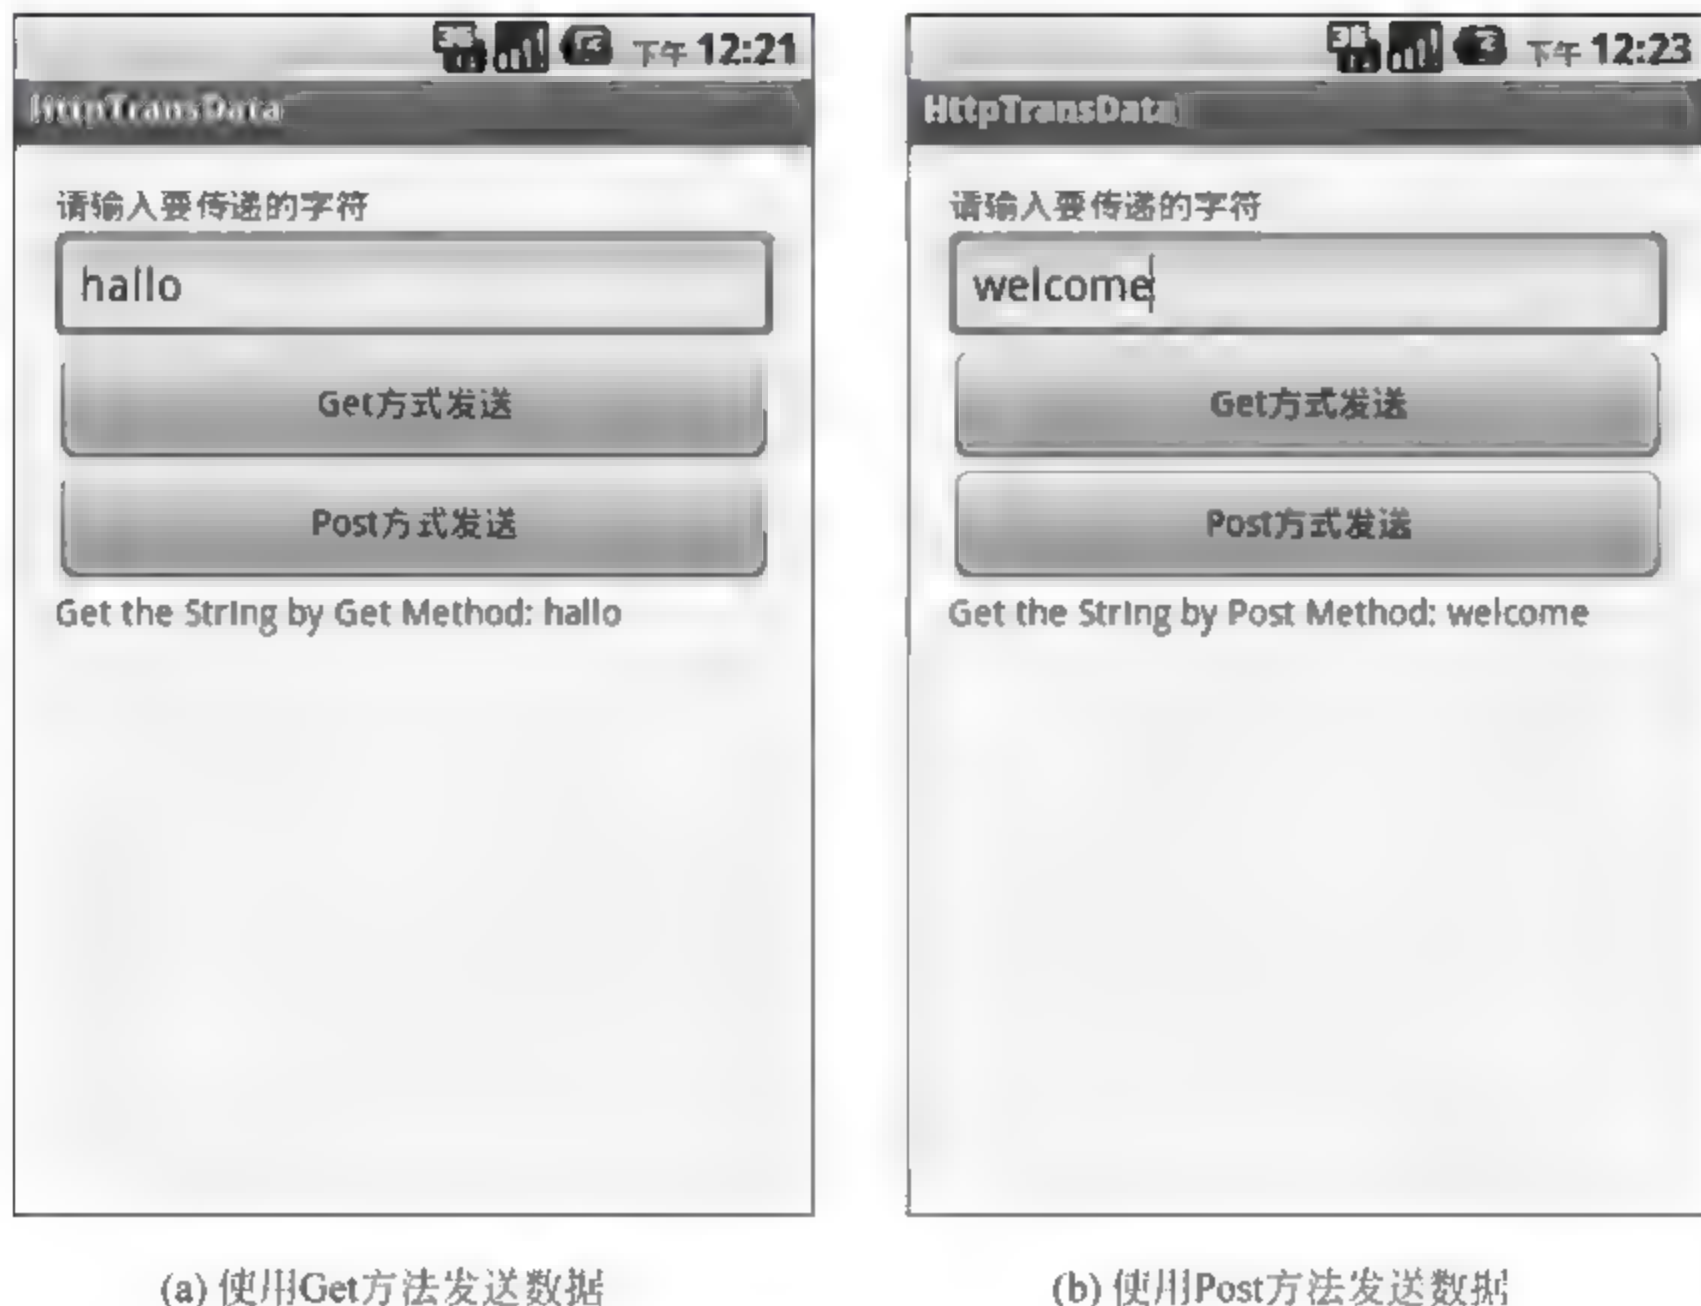 下午 12:21
HttpTransData
请输入要传递的字符
hallo
Get方式发送
Post方式发送
Get the String by Get Method: hallo
(a) 使用Get方法发送数据
下午 12:23
HttpTransData
请输入要传递的字符
welcome
Get方式发送
Post方式发送
Get the String by Post Method: welcome
(b) 使用Post方法发送数据